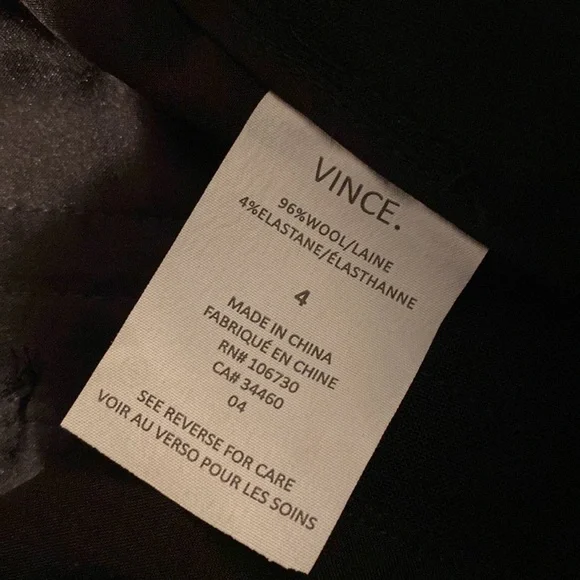 VINCE.
96%WOOL/LAINE
4%ELASTANE/ÉLASTHANNE
4
MADE IN CHINA
FABRIQUÉ EN CHINE
RN# 106730
CA# 34460
04
SEE REVERSE FOR CARE
VOIR AU VERSO POUR LES SOINS